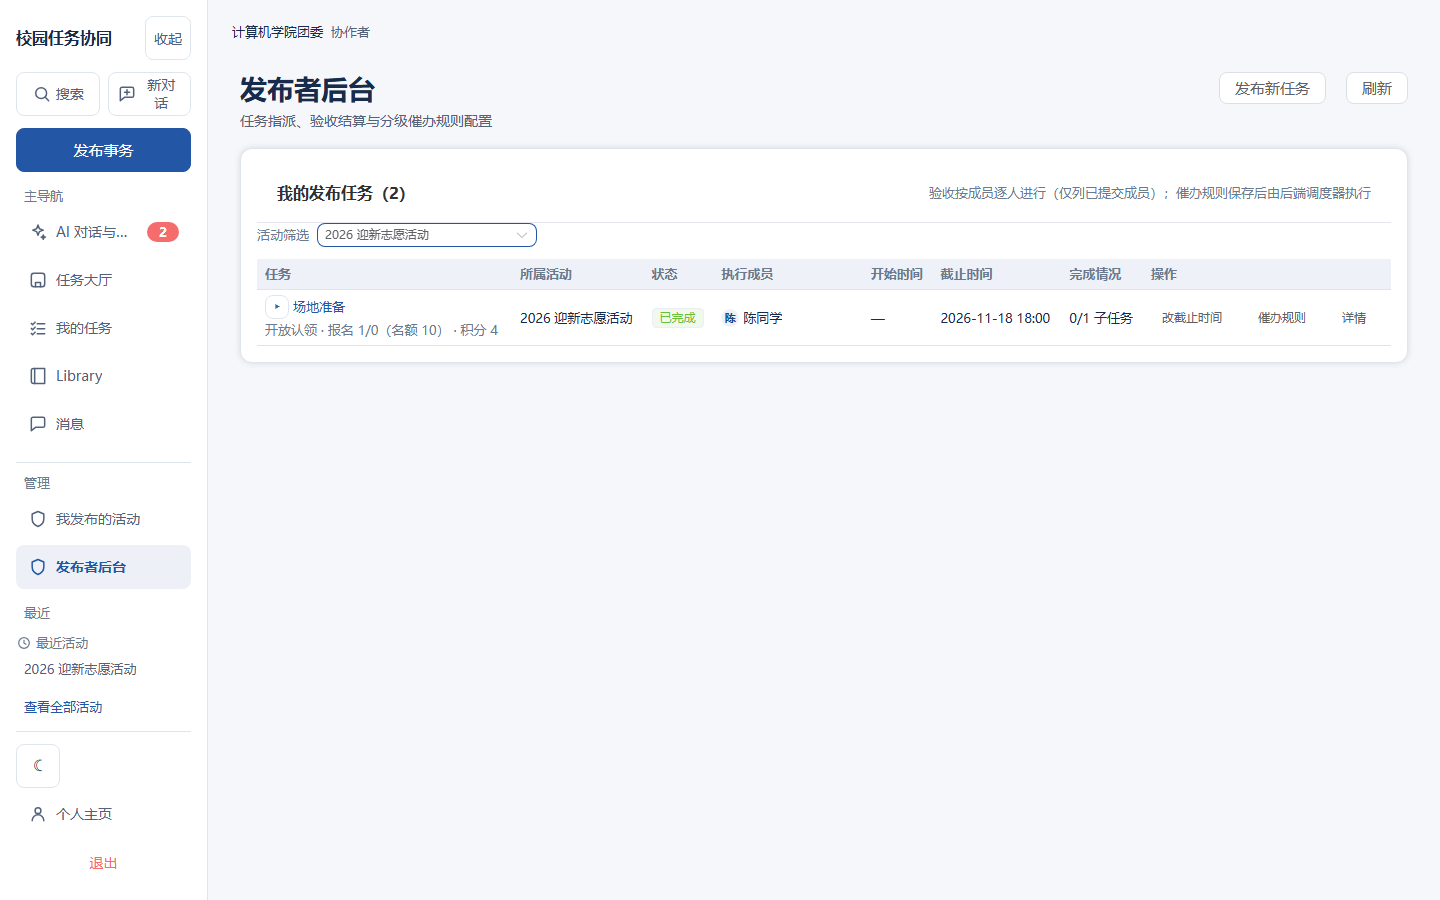 校园任务协同
收起
搜索
新对话
发布事务
主导航
AI 对话与...
2
任务大厅
我的任务
Library
消息
管理
我发布的活动
发布者后台
最近
最近活动
2026 迎新志愿活动
查看全部活动
个人主页
退出
计算机学院团委 协作者
发布者后台
任务指派、验收结算与分级催办规则配置
发布新任务
刷新
我的发布任务（2）
验收按成员逐人进行（仅列已提交成员）；催办规则保存后由后端调度器执行
活动筛选
2026 迎新志愿活动
任务 所属活动 状态 执行成员 开始时间 截止时间 完成情况 操作
场地准备
开放认领 · 报名 1/0（名额 10） · 积分 4
2026 迎新志愿活动
已完成
陈 陈同学
—
2026-11-18 18:00
0/1 子任务
改截止时间 催办规则 详情